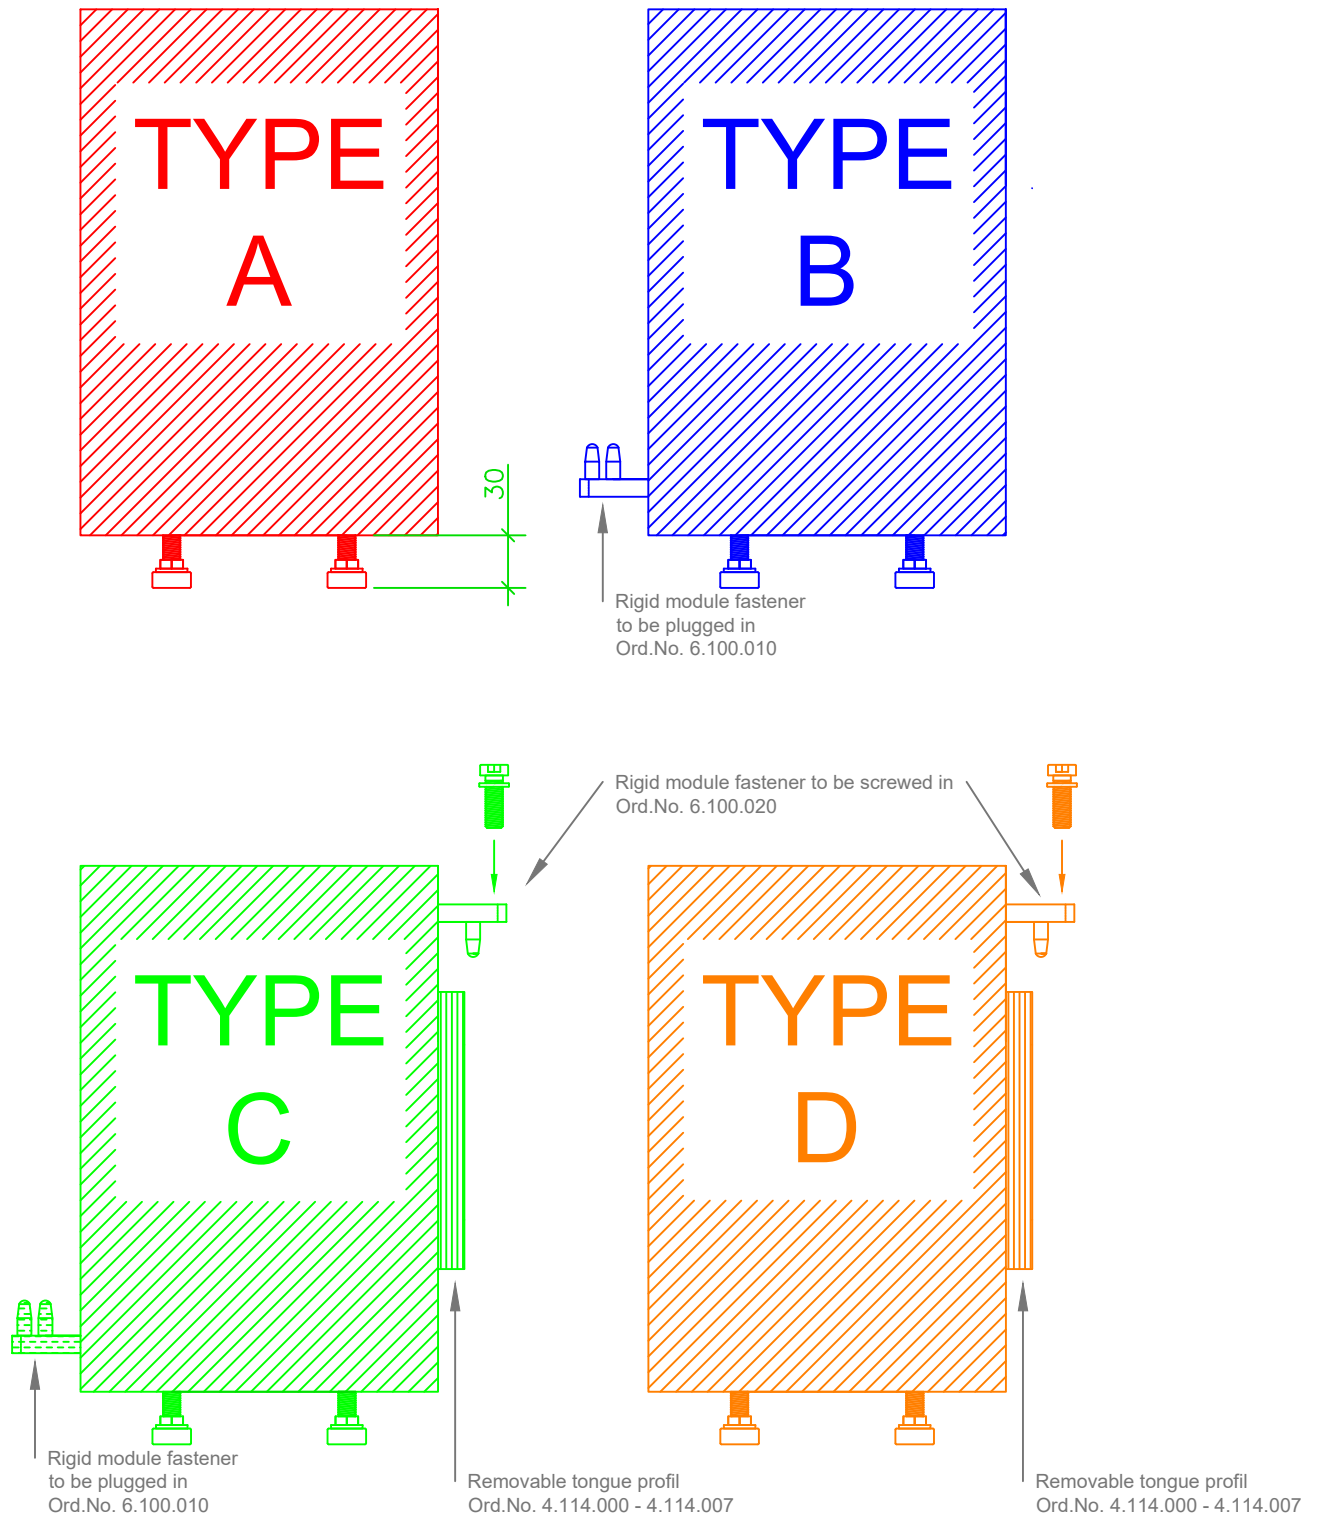 TYPE
A
TYPE
B
30
Rigid module fastener
to be plugged in
Ord.No. 6.100.010
Rigid module fastener to be screwed in
Ord.No. 6.100.020
TYPE
C
TYPE
D
Rigid module fastener
to be plugged in
Ord.No. 6.100.010
Removable tongue profil
Ord.No. 4.114.000 - 4.114.007
Removable tongue profil
Ord.No. 4.114.000 - 4.114.007